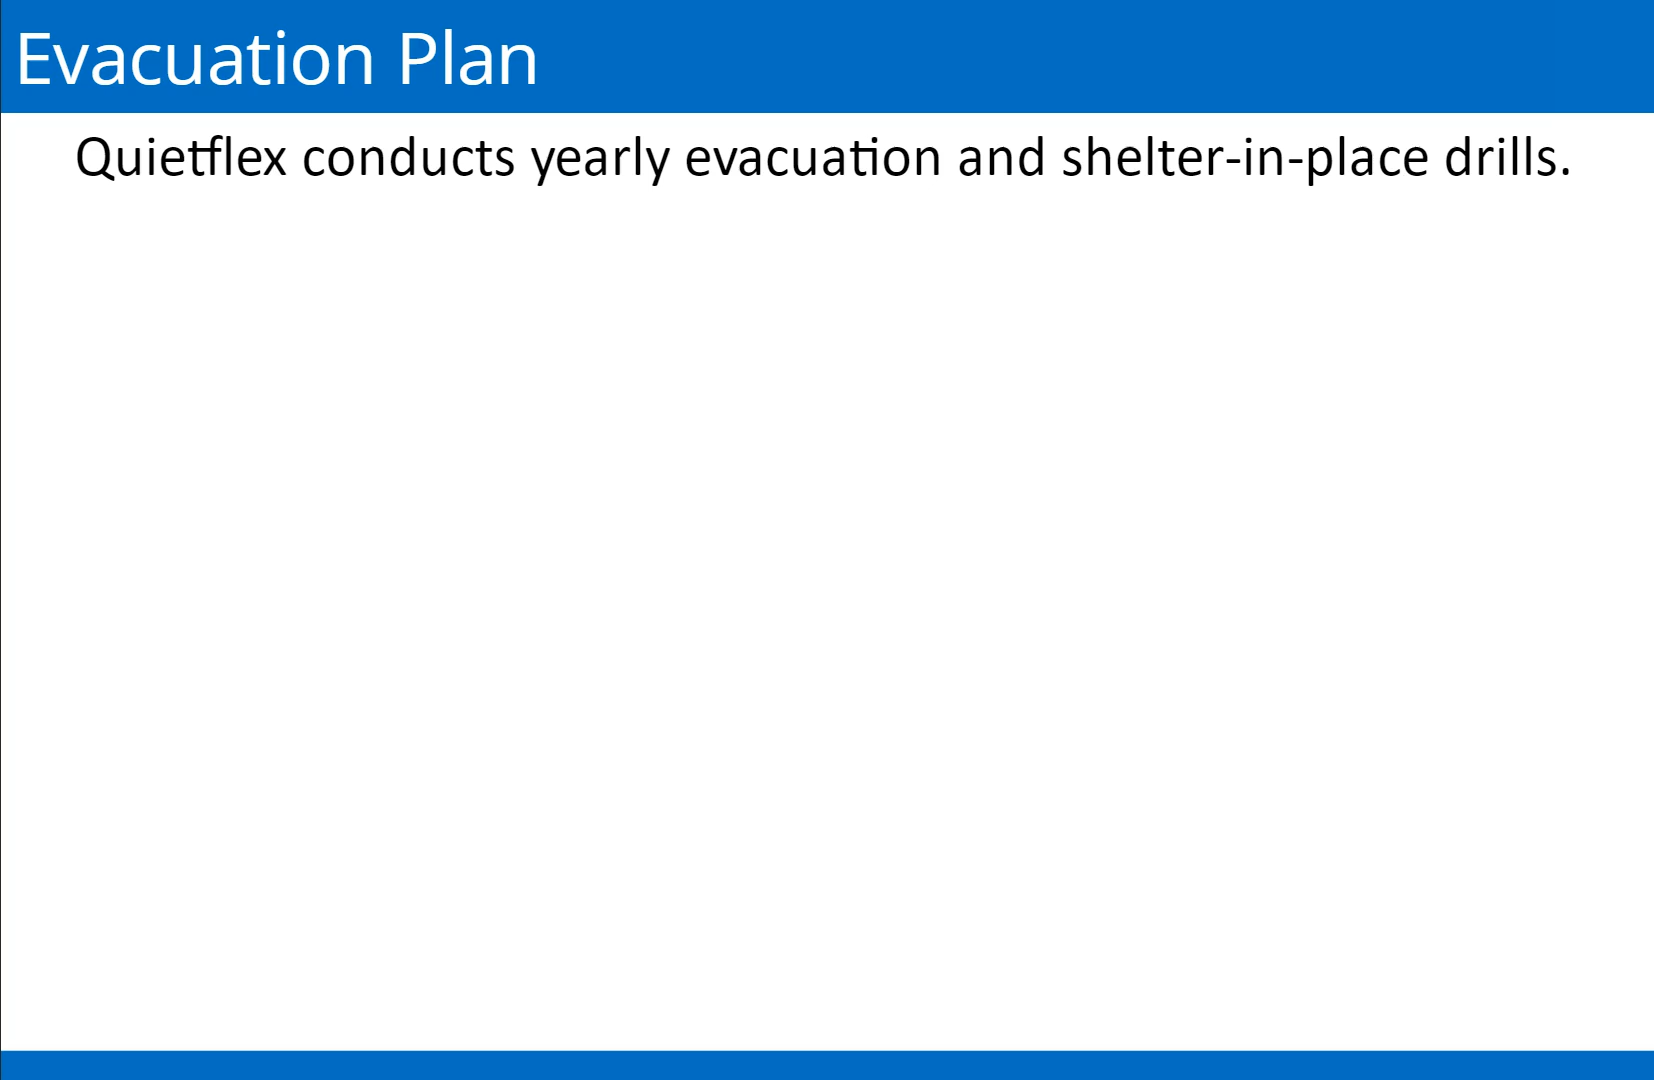 Evacuation Plan
Quietflex conducts yearly evacuation and shelter-in-place drills.